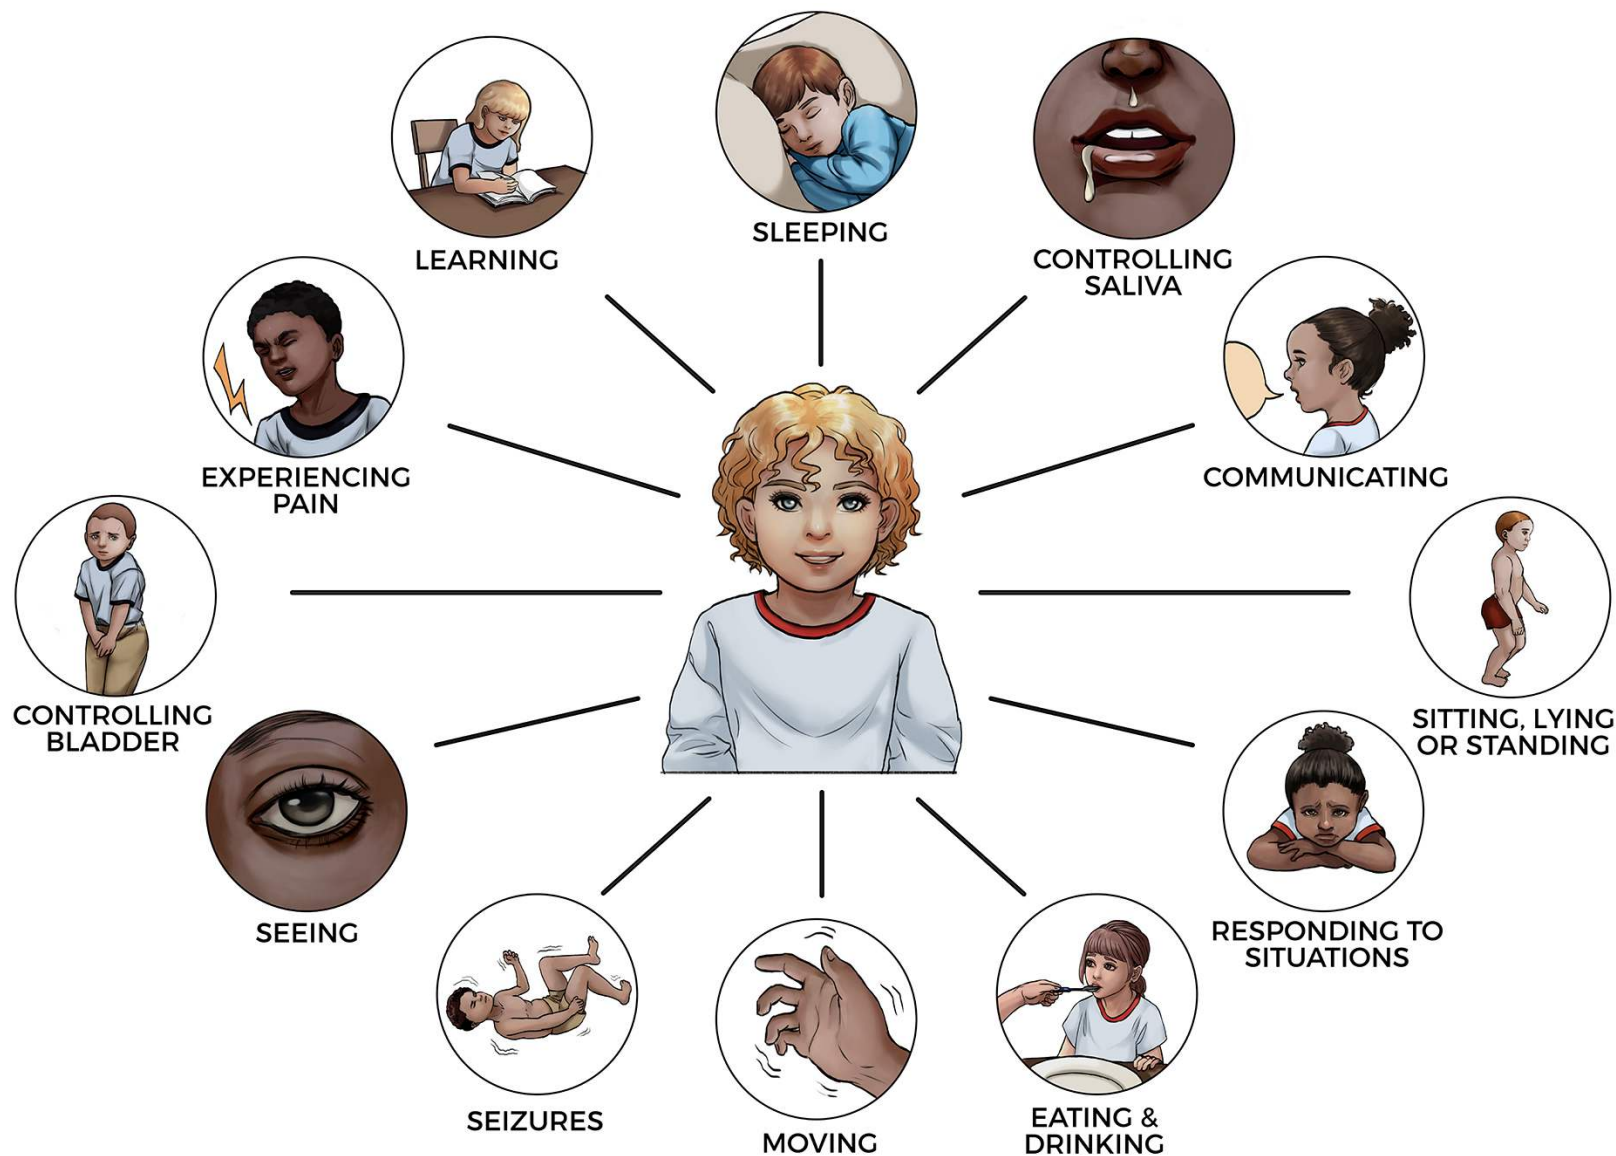 SLEEPING
LEARNING
CONTROLLING
SALIVA
EXPERIENCING
PAIN
COMMUNICATING
CONTROLLING
BLADDER
SITTING, LYING
OR STANDING
SEEING
RESPONDING TO
SITUATIONS
SEIZURES
MOVING
EATING &
DRINKING